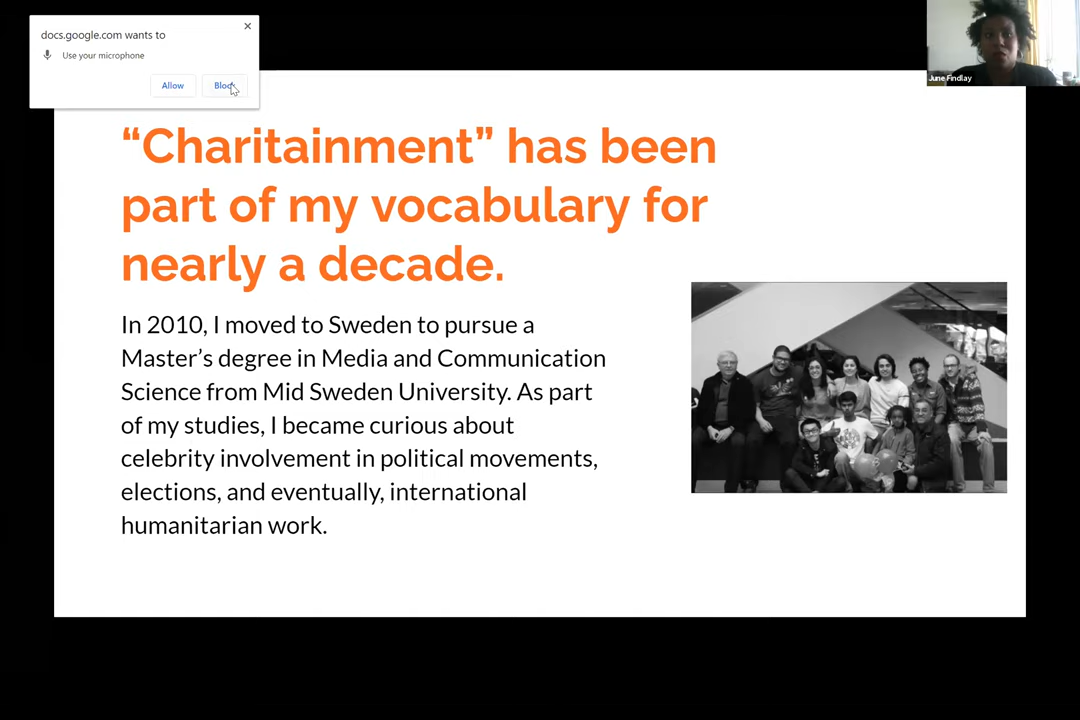 docs.google.com wants to
Use your microphone
Allow
Block
June Findlay
“Charitainment” has been
part of my vocabulary for
nearly a decade.
In 2010, I moved to Sweden to pursue a
Master’s degree in Media and Communication
Science from Mid Sweden University. As part
of my studies, I became curious about
celebrity involvement in political movements,
elections, and eventually, international
humanitarian work.